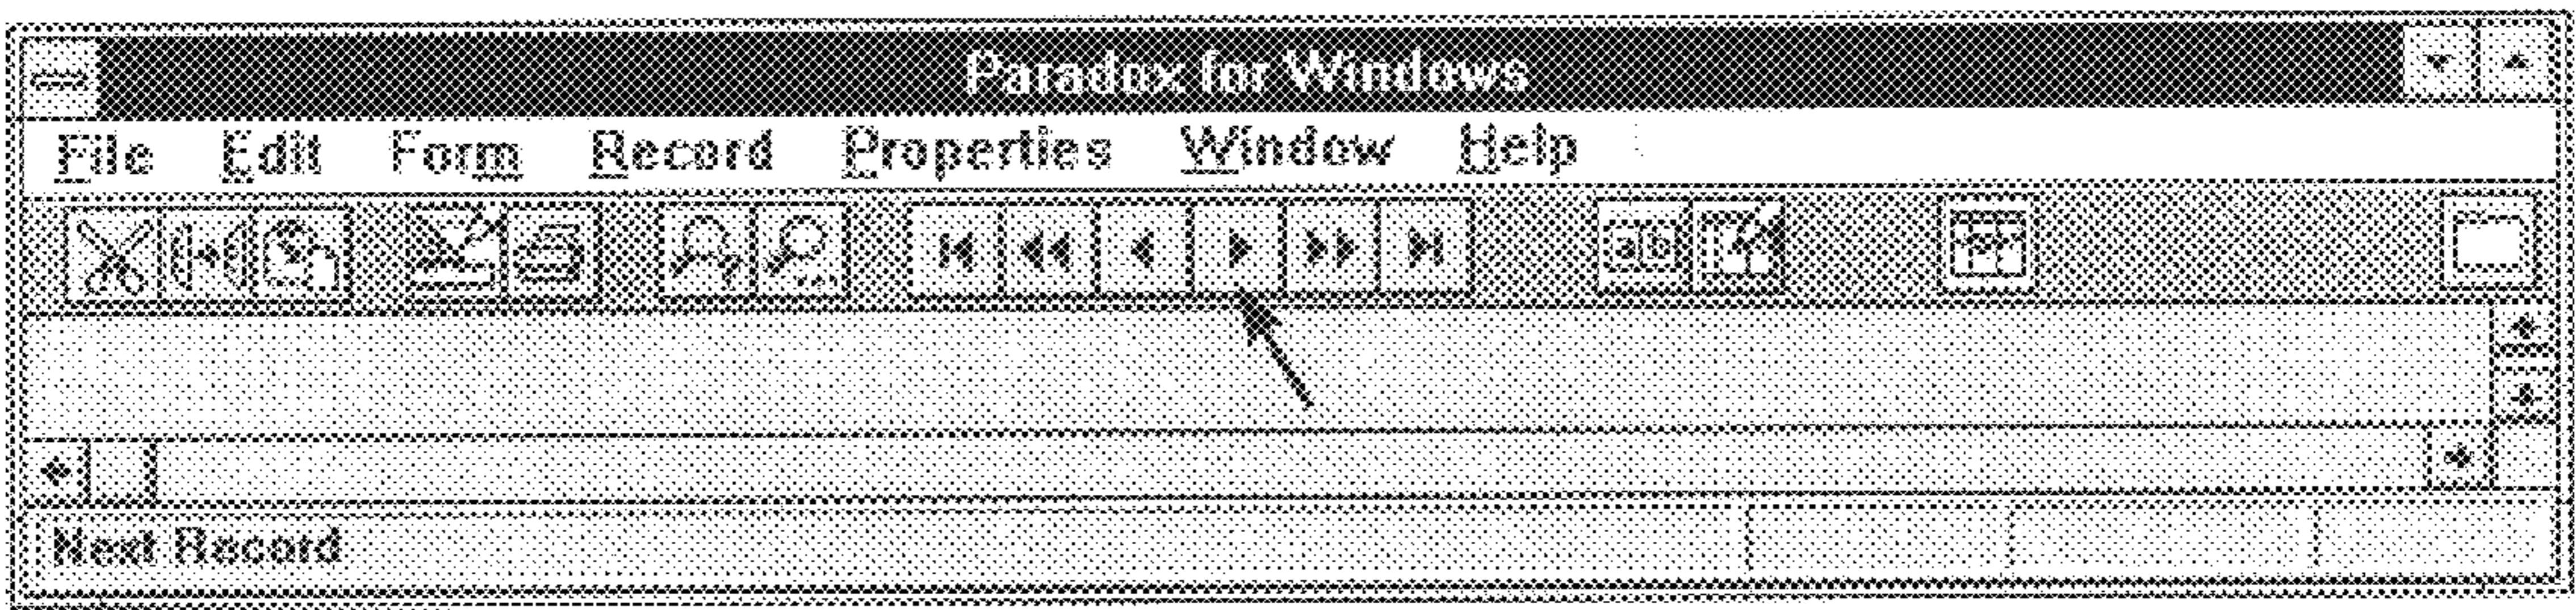 Paradox for Windows
File Edit Form Record Properties Window Help
a b
Next Record